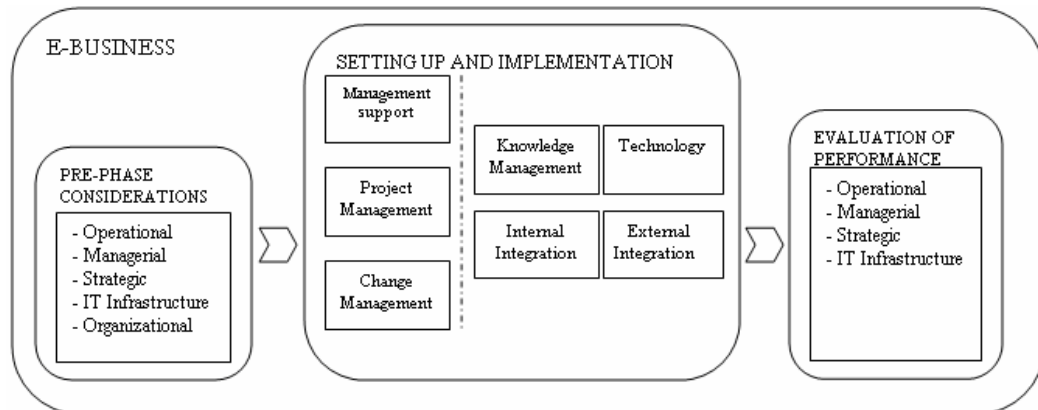 E-BUSINESS
PRE-PHASE
CONSIDERATIONS
- Operational
- Managerial
- Strategic
- IT Infrastructure
- Organizational
SETTING UP AND IMPLEMENTATION
Management
support
Project
Management
Change
Management
Knowledge
Management
Technology
Internal
Integration
External
Integration
EVALUATION OF
PERFORMANCE
- Operational
- Managerial
- Strategic
- IT Infrastructure